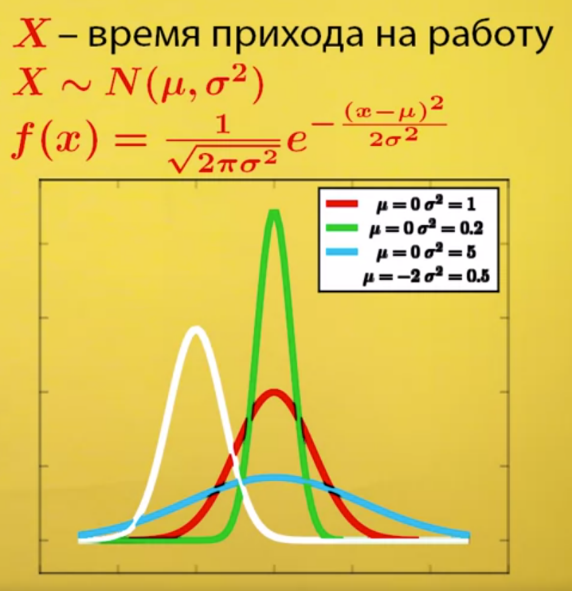 X – время прихода на работу
X ∼ N(μ, σ²)
f(x) = 1/√(2πσ²) e^(−(x−μ)²/(2σ²))
μ = 0 σ² = 1
μ = 0 σ² = 0.2
μ = 0 σ² = 5
μ = −2 σ² = 0.5